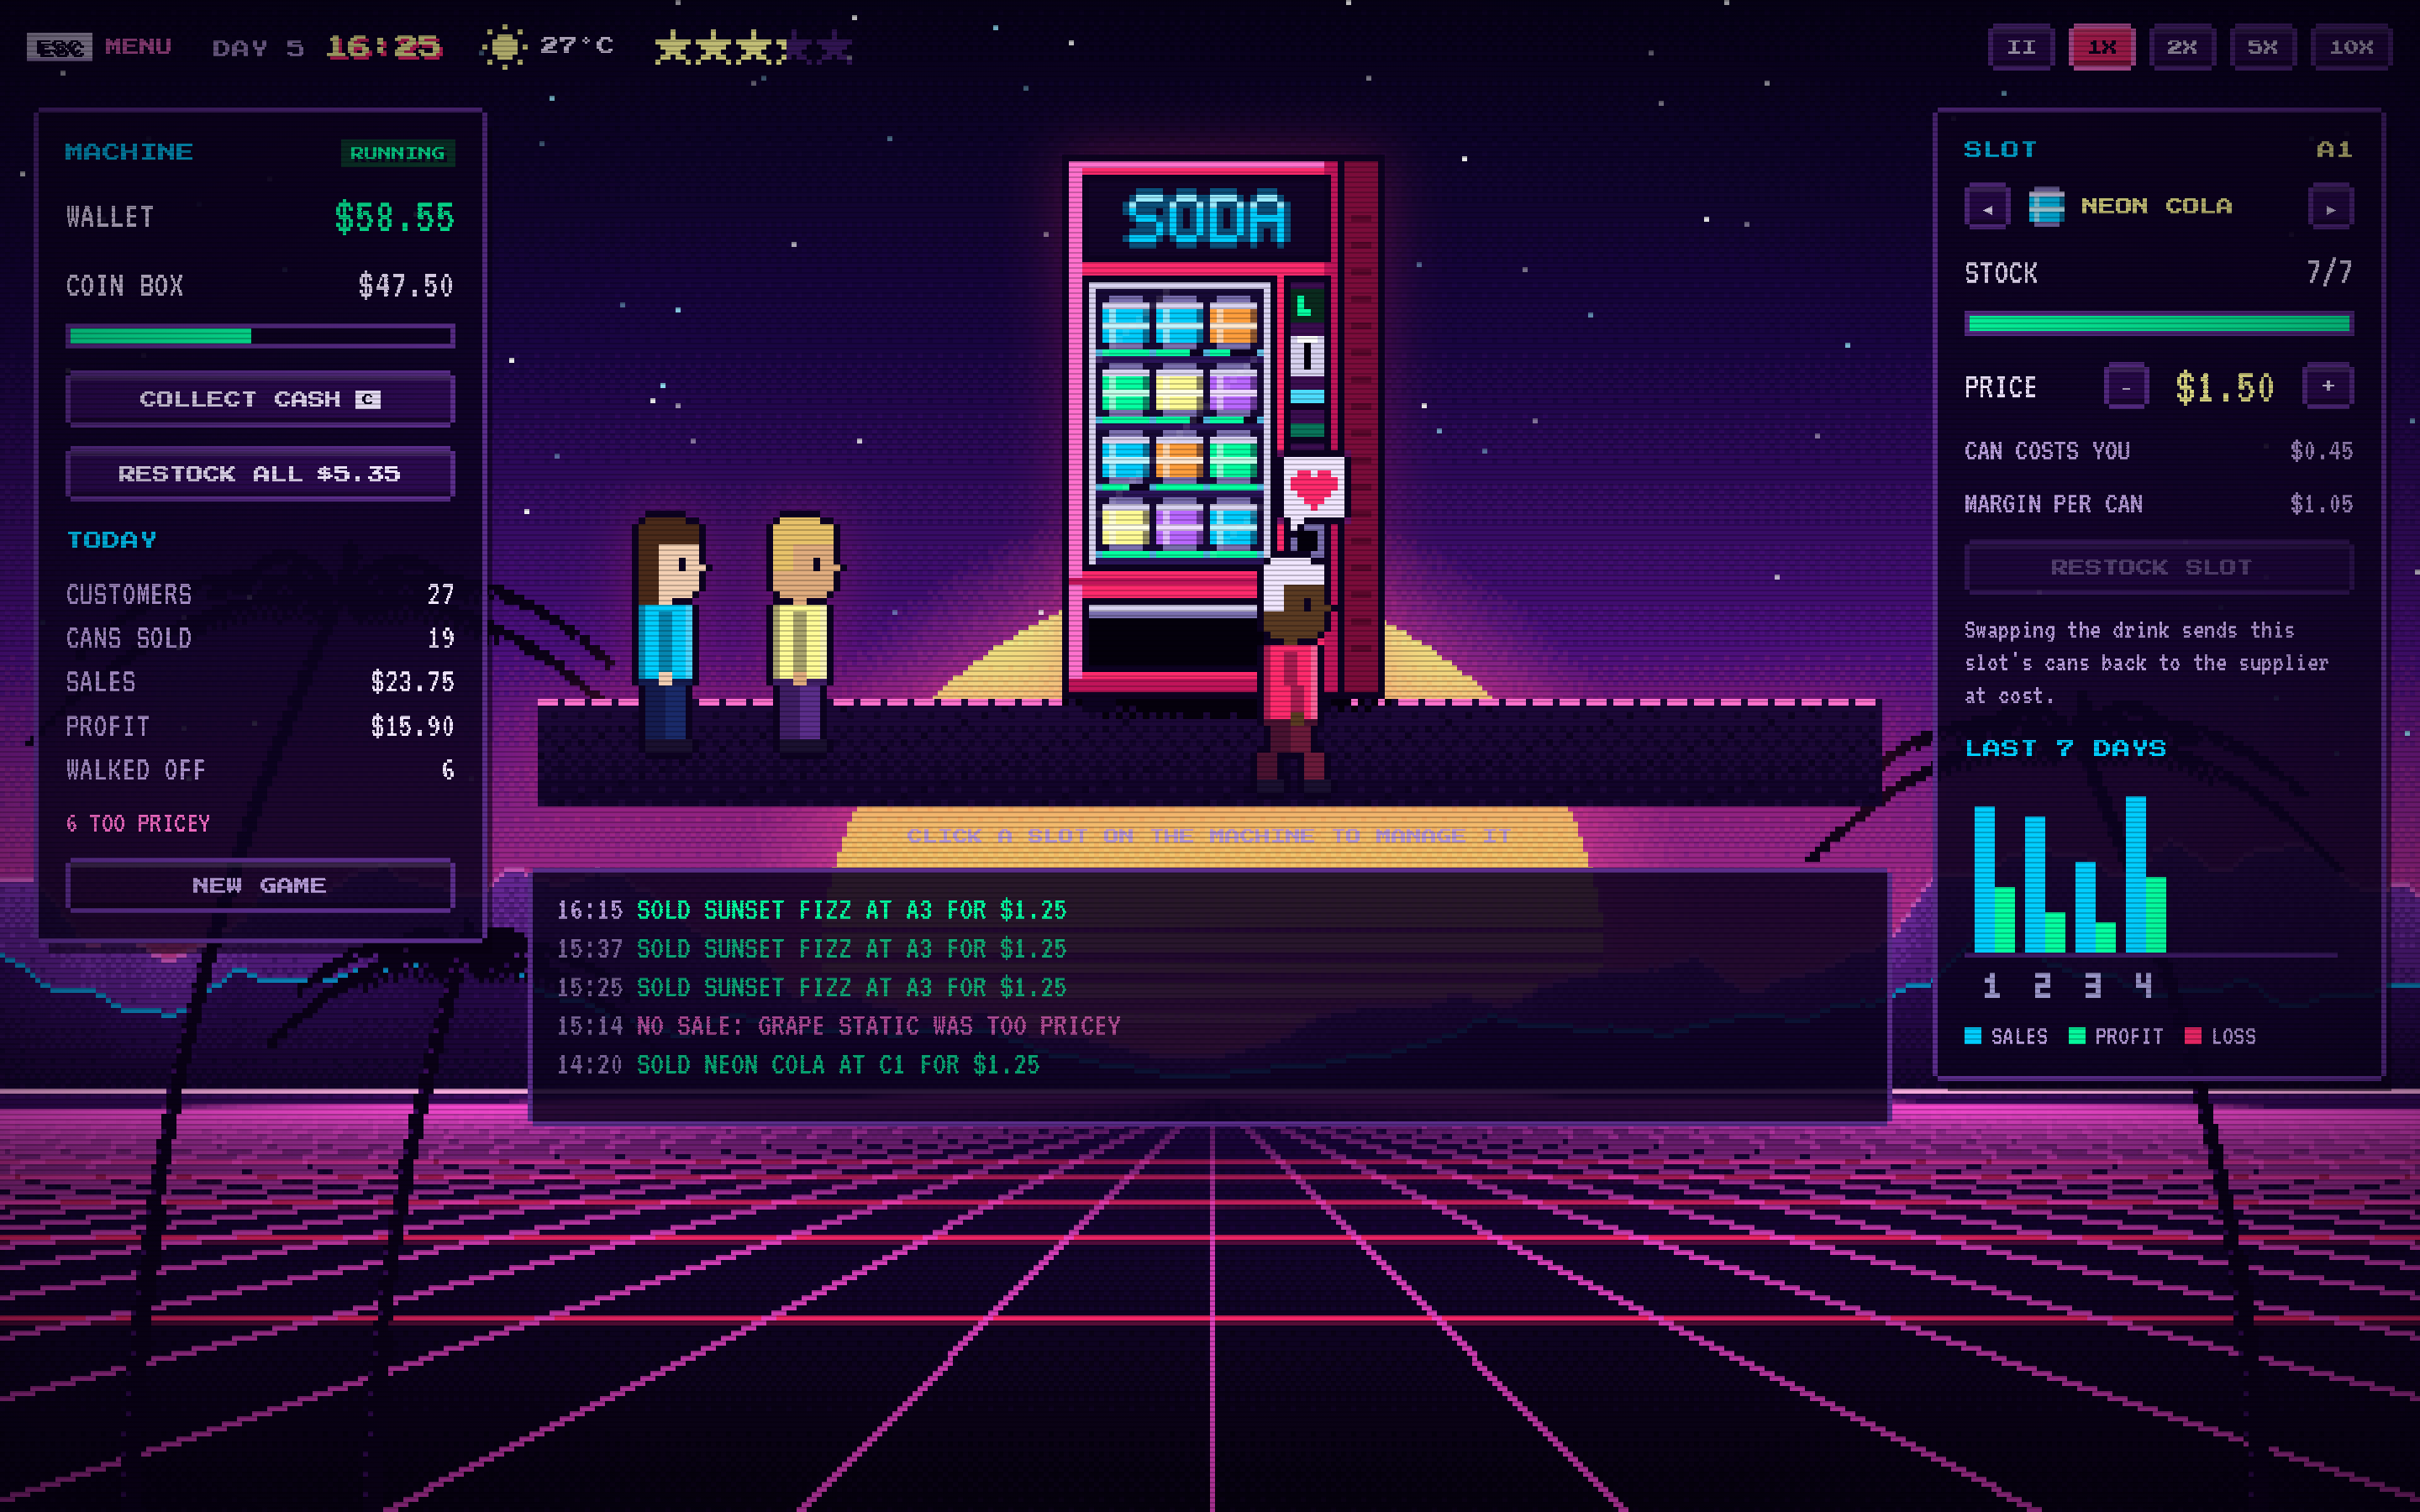 ESC MENU DAY 5 16:25 27°C II 1X 2X 5X 10X
MACHINE RUNNING
WALLET $58.55
COIN BOX $47.50
COLLECT CASH C
RESTOCK ALL $5.35
TODAY
CUSTOMERS 27
CANS SOLD 19
SALES $23.75
PROFIT $15.90
WALKED OFF 6
6 TOO PRICEY
NEW GAME
SODA
L
CLICK A SLOT ON THE MACHINE TO MANAGE IT
16:15 SOLD SUNSET FIZZ AT A3 FOR $1.25
15:37 SOLD SUNSET FIZZ AT A3 FOR $1.25
15:25 SOLD SUNSET FIZZ AT A3 FOR $1.25
15:14 NO SALE: GRAPE STATIC WAS TOO PRICEY
14:20 SOLD NEON COLA AT C1 FOR $1.25
SLOT A1
NEON COLA
STOCK 7/7
PRICE - $1.50 +
CAN COSTS YOU $0.45
MARGIN PER CAN $1.05
RESTOCK SLOT
Swapping the drink sends this
slot's cans back to the supplier
at cost.
LAST 7 DAYS
1 2 3 4
SALES PROFIT LOSS